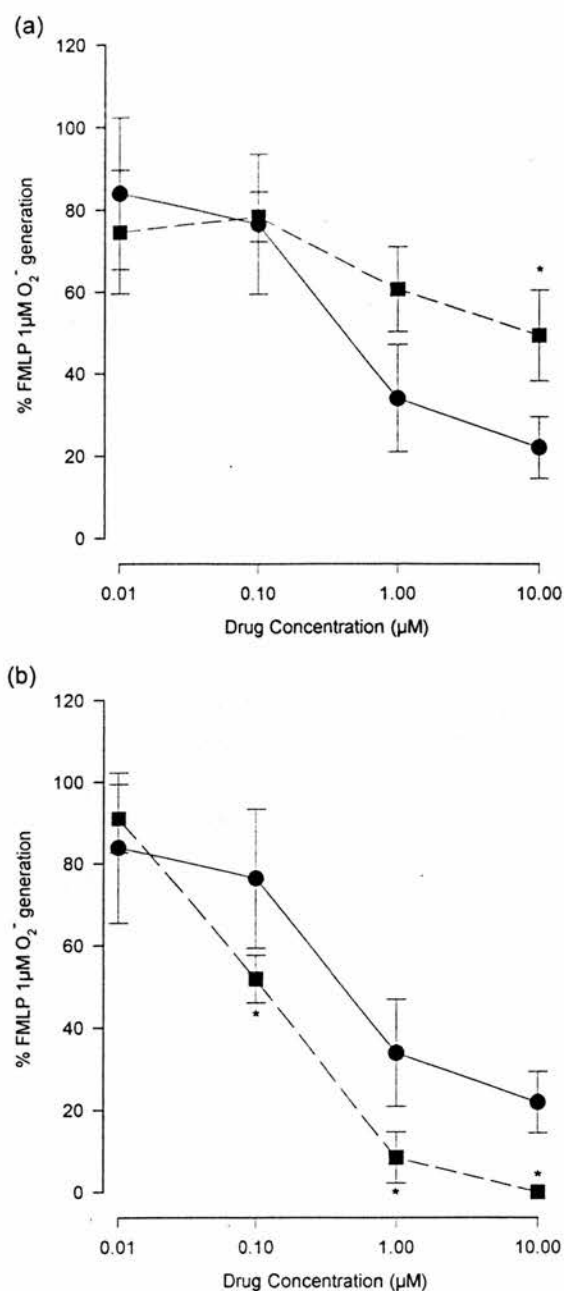 (a)
120
100
80
60
40
20
0
% FMLP 1µM O₂⁻ generation
*
0.01 0.10 1.00 10.00
Drug Concentration (µM)
(b)
120
100
80
60
40
20
0
% FMLP 1µM O₂⁻ generation
*
*
*
0.01 0.10 1.00 10.00
Drug Concentration (µM)